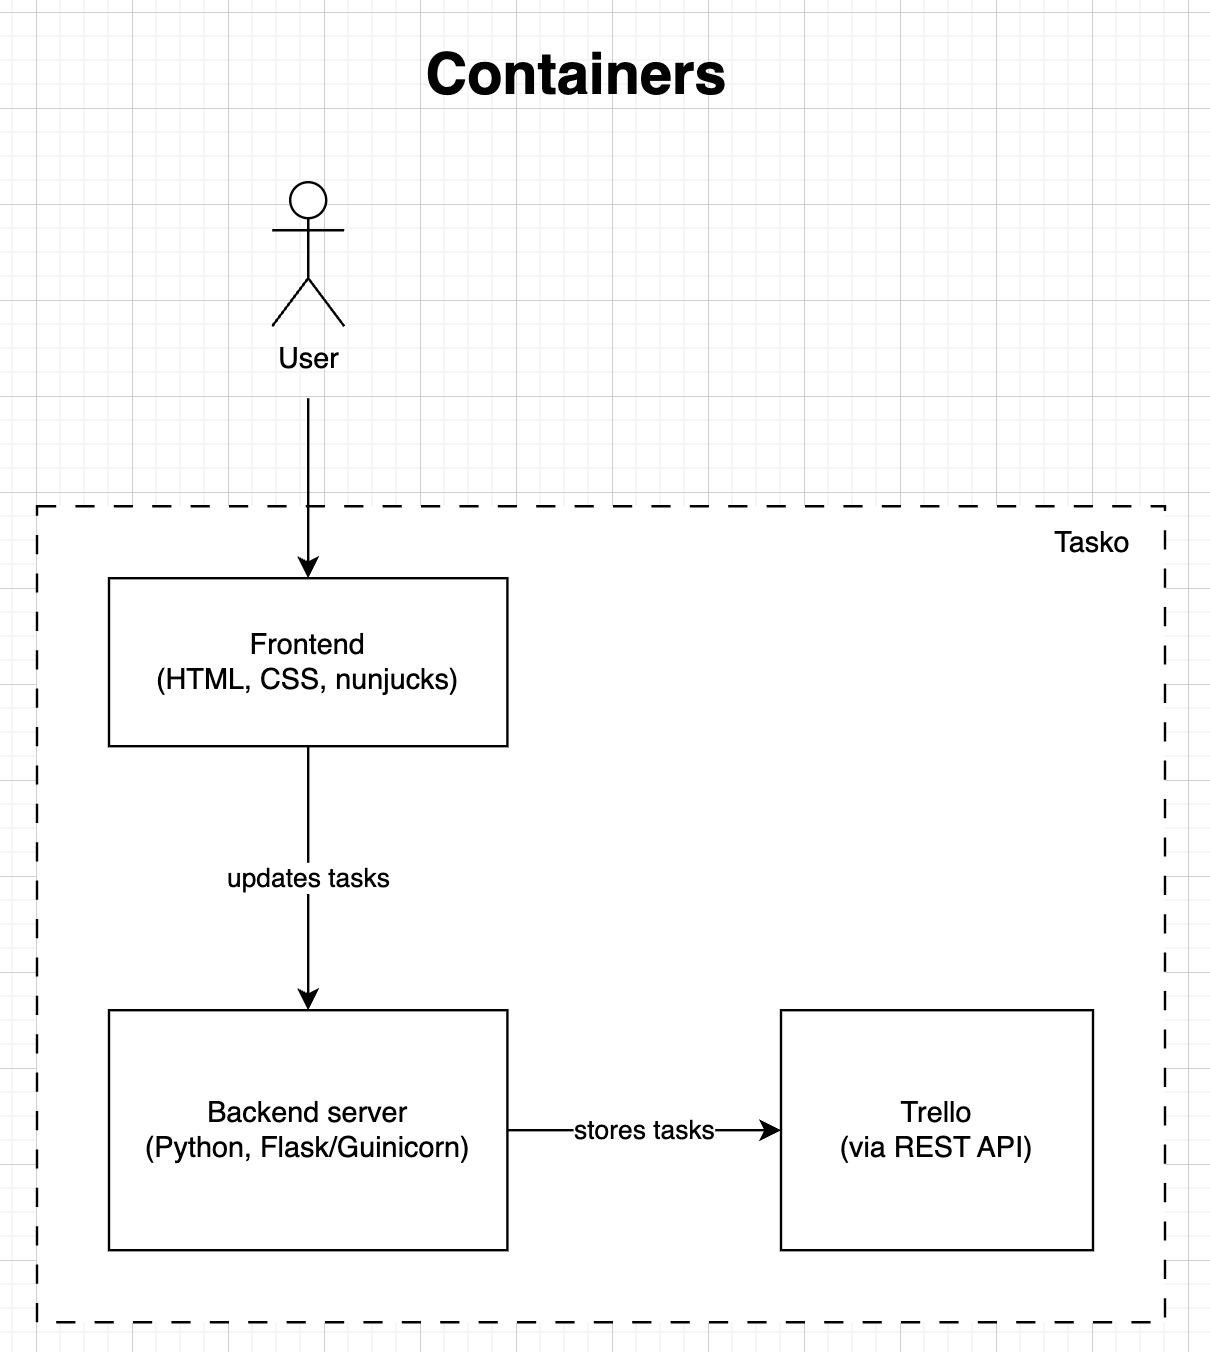 Containers
User
Tasko
Frontend
(HTML, CSS, nunjucks)
updates tasks
Backend server
(Python, Flask/Guinicorn)
stores tasks
Trello
(via REST API)